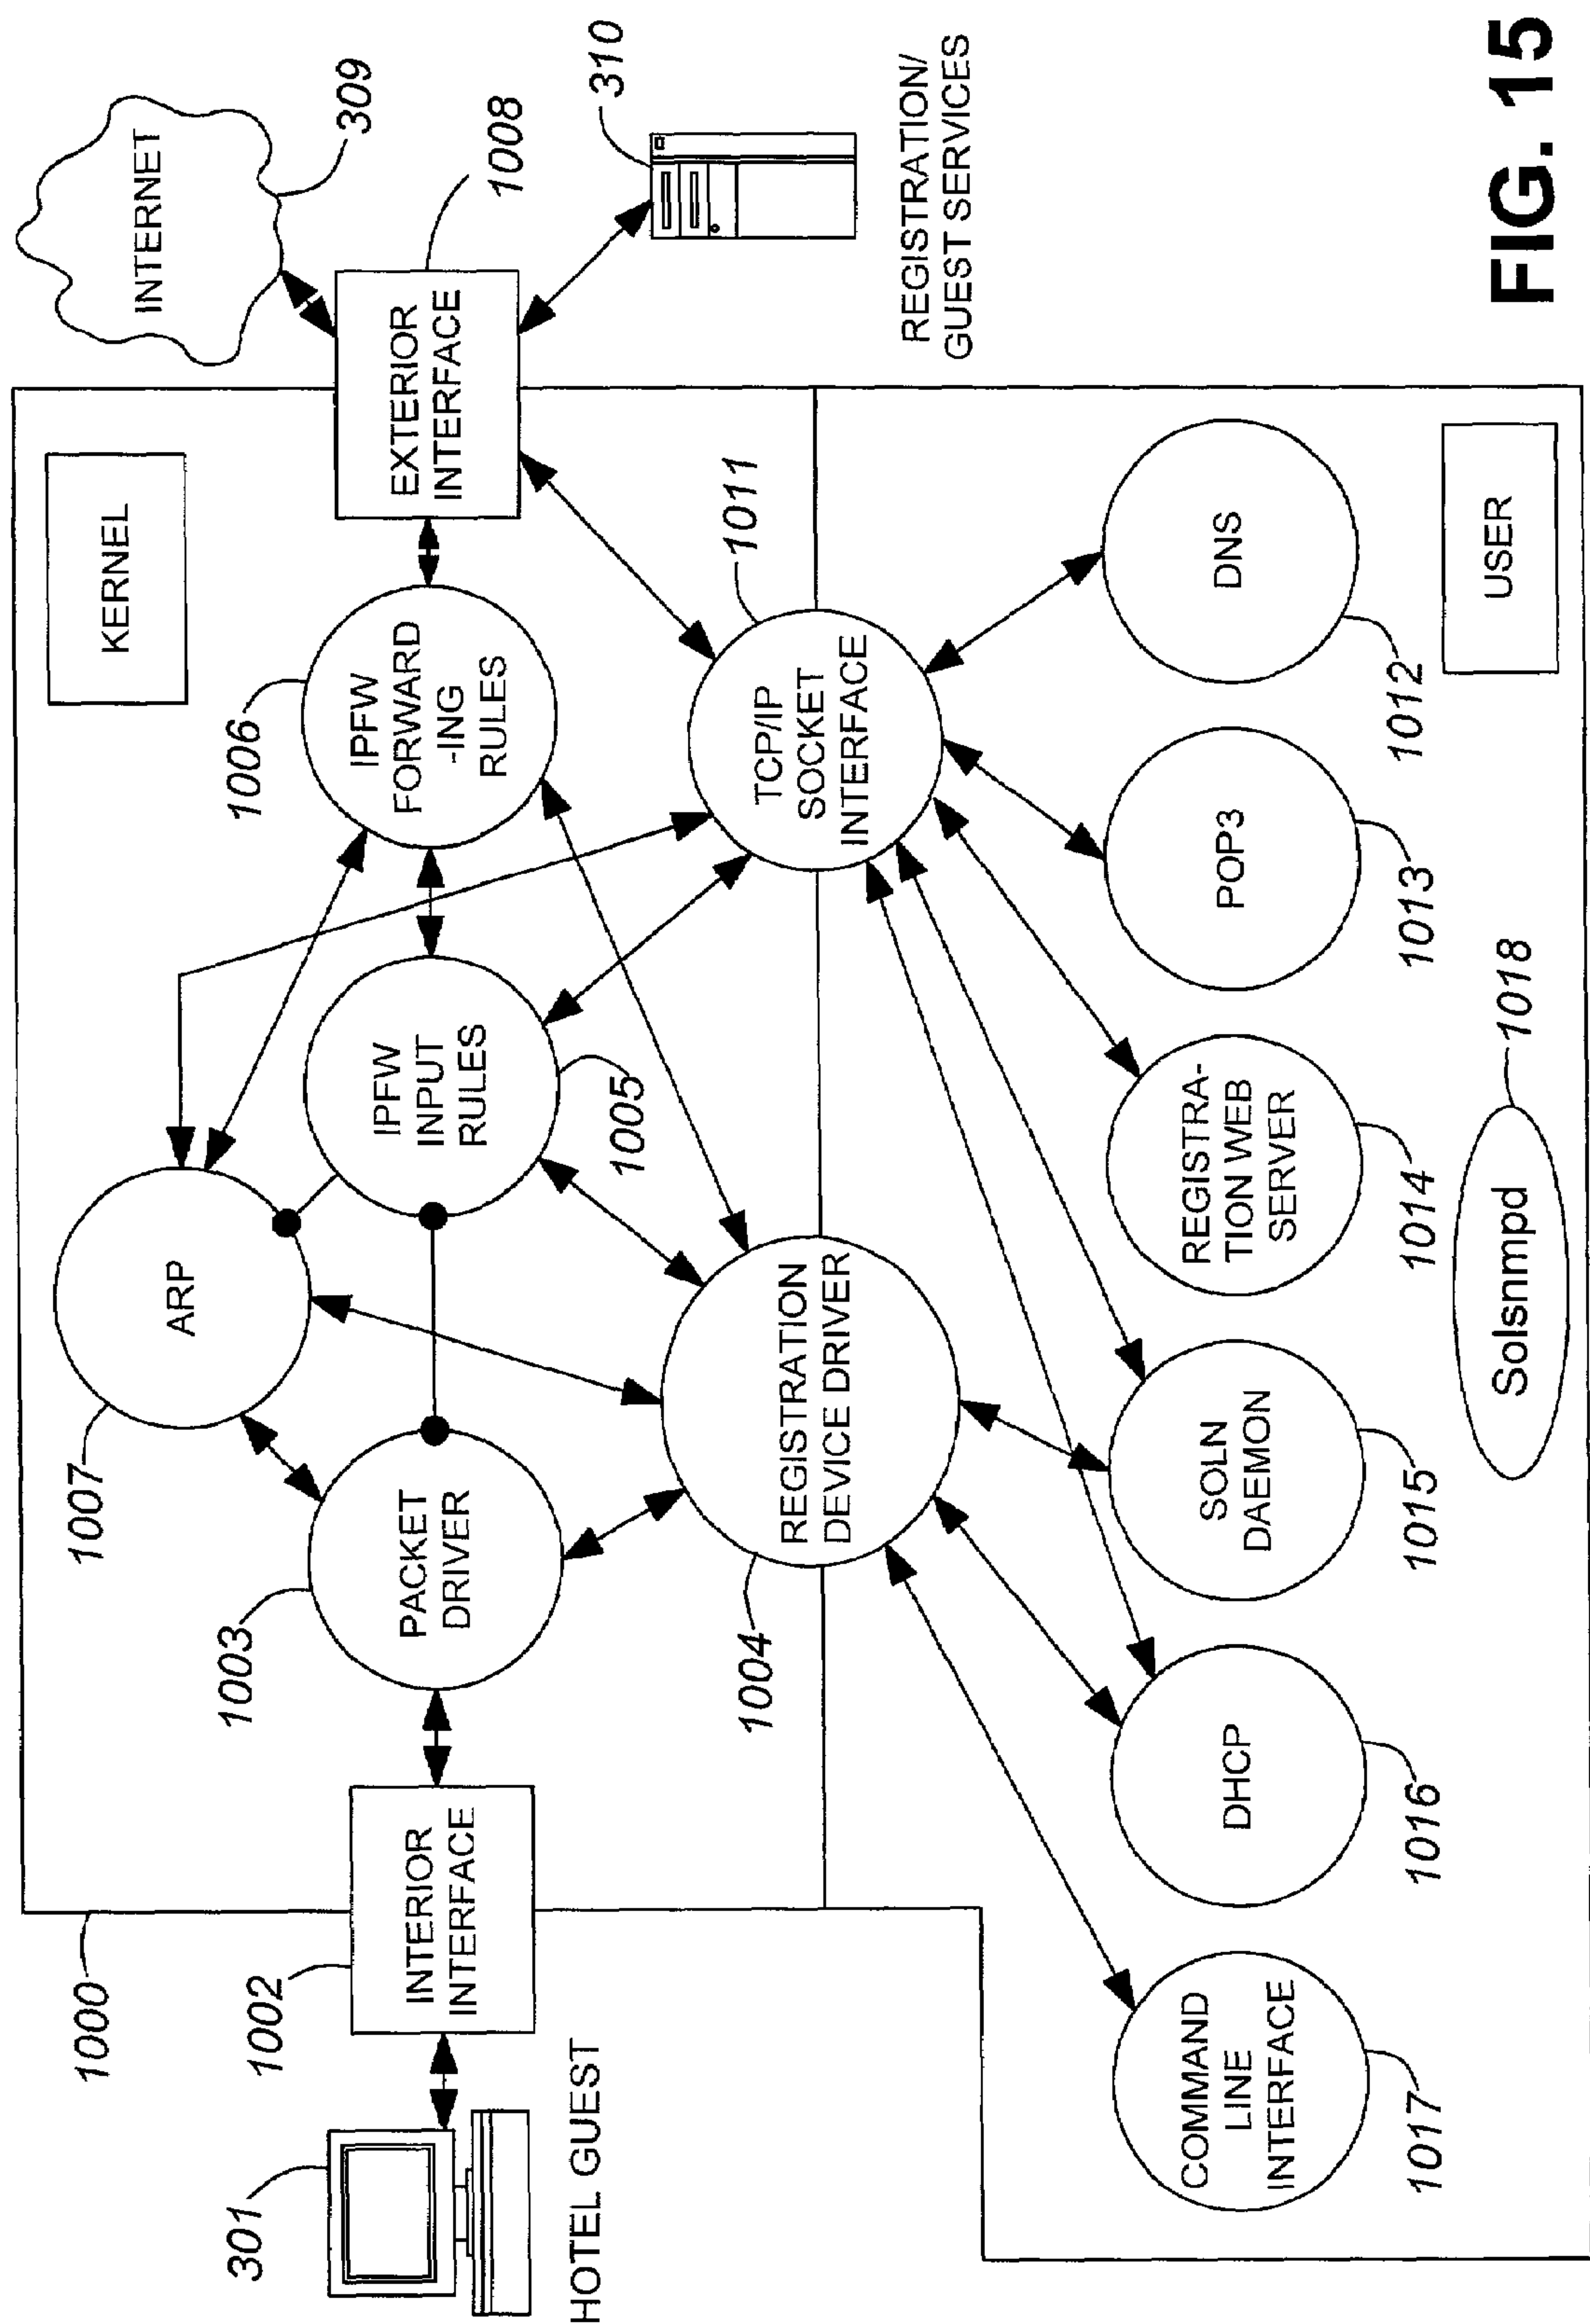 INTERNET
309
KERNEL
EXTERIOR
INTERFACE
1008
310
REGISTRATION/
GUEST SERVICES
1000
1007
ARP
1006
IPFW
FORWARD
-ING
RULES
IPFW
INPUT
RULES
1005
1003
PACKET
DRIVER
1002
INTERIOR
INTERFACE
301
HOTEL GUEST
1004
REGISTRATION
DEVICE DRIVER
1011
TCP/IP
SOCKET
INTERFACE
COMMAND
LINE
INTERFACE
1017
DHCP
1016
SOLN
DAEMON
1015
REGISTRA-
TION WEB
SERVER
1014
POP3
1013
DNS
1012
Solsnmpd
1018
USER
FIG. 15